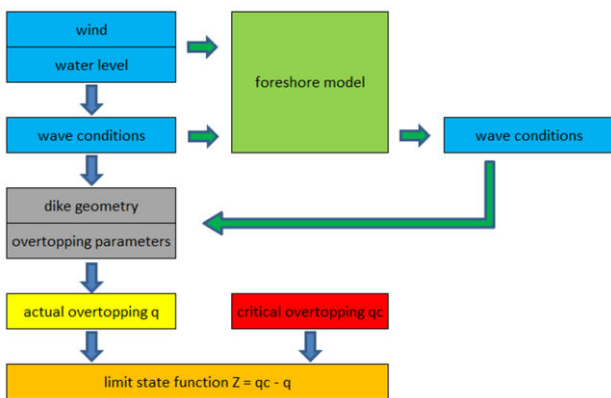 wind
water level
foreshore model
wave conditions
wave conditions
dike geometry
overtopping parameters
actual overtopping q
critical overtopping qc
limit state function Z = qc - q